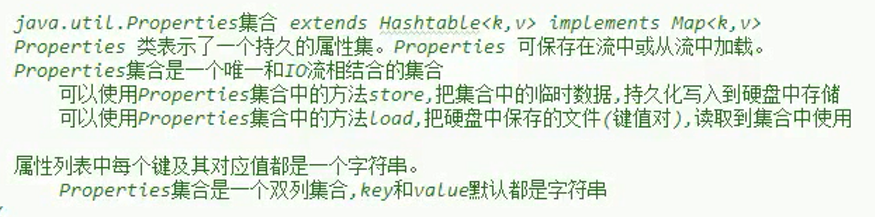 java.util.Properties集合 extends Hashtable<k,v> implements Map<k,v>
Properties 类表示了一个持久的属性集。Properties 可保存在流中或从流中加载。
Properties集合是一个唯一和IO流相结合的集合
可以使用Properties集合中的方法store,把集合中的临时数据,持久化写入到硬盘中存储
可以使用Properties集合中的方法load,把硬盘中保存的文件(键值对),读取到集合中使用
属性列表中每个键及其对应值都是一个字符串。
Properties集合是一个双列集合,key和value默认都是字符串